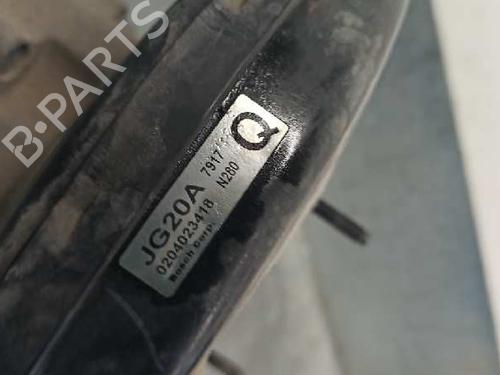 B-PARTS
JG20A 7917
Q
0204023418 N280
Bosch Corp.